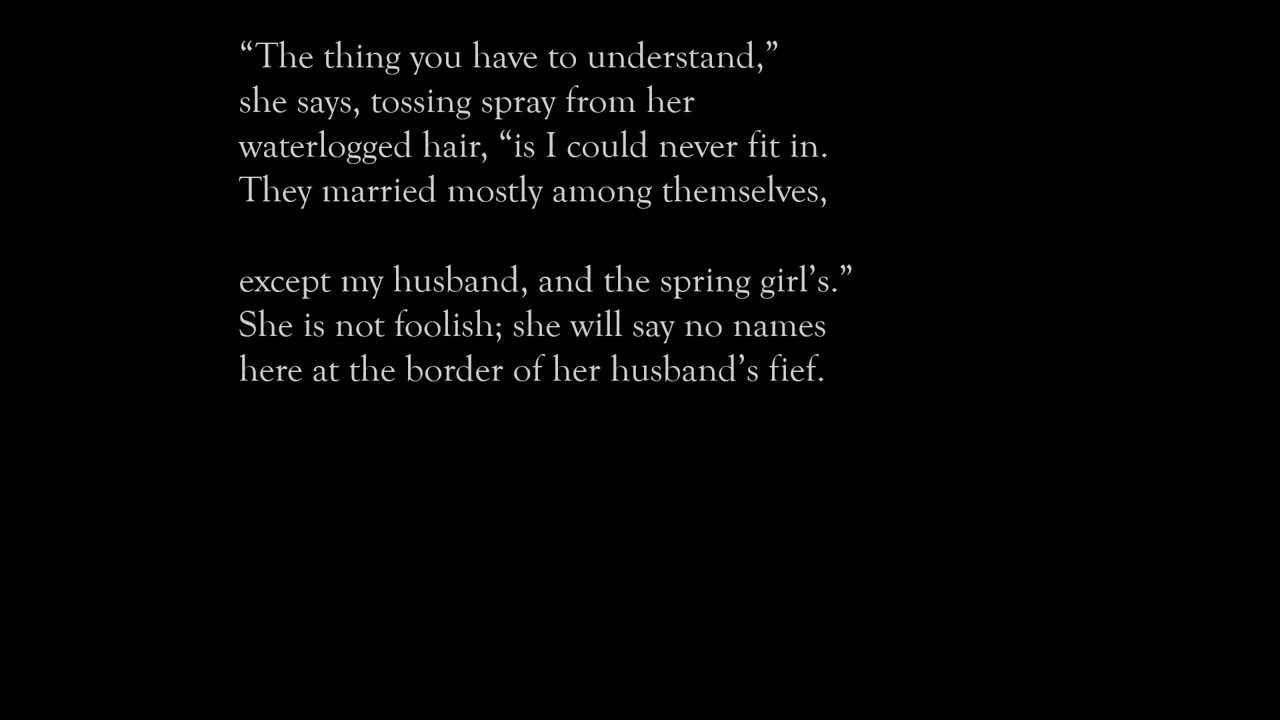 “The thing you have to understand,”
she says, tossing spray from her
waterlogged hair, “is I could never fit in.
They married mostly among themselves,
except my husband, and the spring girl’s.”
She is not foolish; she will say no names
here at the border of her husband’s fief.